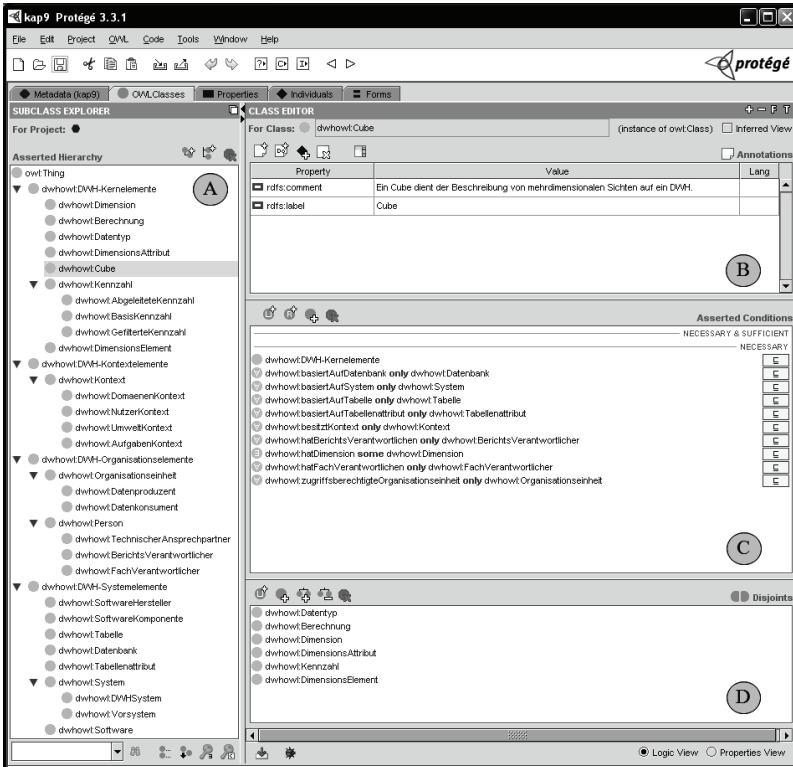 kap9 Protégé 3.3.1
File Edit Project OWL Code Tools Window Help
protégé
Metadata (kap9) OWLClasses Properties Individuals Forms
SUBCLASS EXPLORER
For Project:
Asserted Hierarchy
owl:Thing
dwhowl:DWH-Kernelemente
dwhowl:Dimension
dwhowl:Berechnung
dwhowl:Datentyp
dwhowl:DimensionsAttribut
dwhowl:Cube
dwhowl:Kennzahl
dwhowl:AbgeleiteteKennzahl
dwhowl:BasisKennzahl
dwhowl:GefilterteKennzahl
dwhowl:DimensionsElement
dwhowl:DWH-Kontextelemente
dwhowl:Kontext
dwhowl:DomaenenKontext
dwhowl:NutzerKontext
dwhowl:UmweltKontext
dwhowl:AufgabenKontext
dwhowl:DWH-Organisationselemente
dwhowl:Organisationseinheit
dwhowl:Datenproduzent
dwhowl:Datenkonsument
dwhowl:Person
dwhowl:TechnischerAnsprechpartner
dwhowl:BerichtsVerantwortlicher
dwhowl:FachVerantwortlicher
dwhowl:DWH-Systemelemente
dwhowl:SoftwareHersteller
dwhowl:SoftwareKomponente
dwhowl:Tabelle
dwhowl:Datenbank
dwhowl:Tabellenattribut
dwhowl:System
dwhowl:DWHSystem
dwhowl:Vorsystem
dwhowl:Software
A
CLASS EDITOR
For Class: dwhowl:Cube (instance of owl:Class) Inferred View
Annotations
Property Value Lang
rdfs:comment Ein Cube dient der Beschreibung von mehrdimensionalen Sichten auf ein DWH.
rdfs:label Cube
B
Asserted Conditions
NECESSARY & SUFFICIENT
NECESSARY
dwhowl:DWH-Kernelemente
dwhowl:basiertAufDatenbank only dwhowl:Datenbank
dwhowl:basiertAufSystem only dwhowl:System
dwhowl:basiertAufTabelle only dwhowl:Tabelle
dwhowl:basiertAufTabellenattribut only dwhowl:Tabellenattribut
dwhowl:besitztKontext only dwhowl:Kontext
dwhowl:hatBerichtsVerantwortlichen only dwhowl:BerichtsVerantwortlicher
dwhowl:hatDimension some dwhowl:Dimension
dwhowl:hatFachVerantwortlichen only dwhowl:FachVerantwortlicher
dwhowl:zugriffsberechtigteOrganisationseinheit only dwhowl:Organisationseinheit
C
Disjoints
dwhowl:Datentyp
dwhowl:Berechnung
dwhowl:Dimension
dwhowl:DimensionsAttribut
dwhowl:Kennzahl
dwhowl:DimensionsElement
D
Logic View Properties View